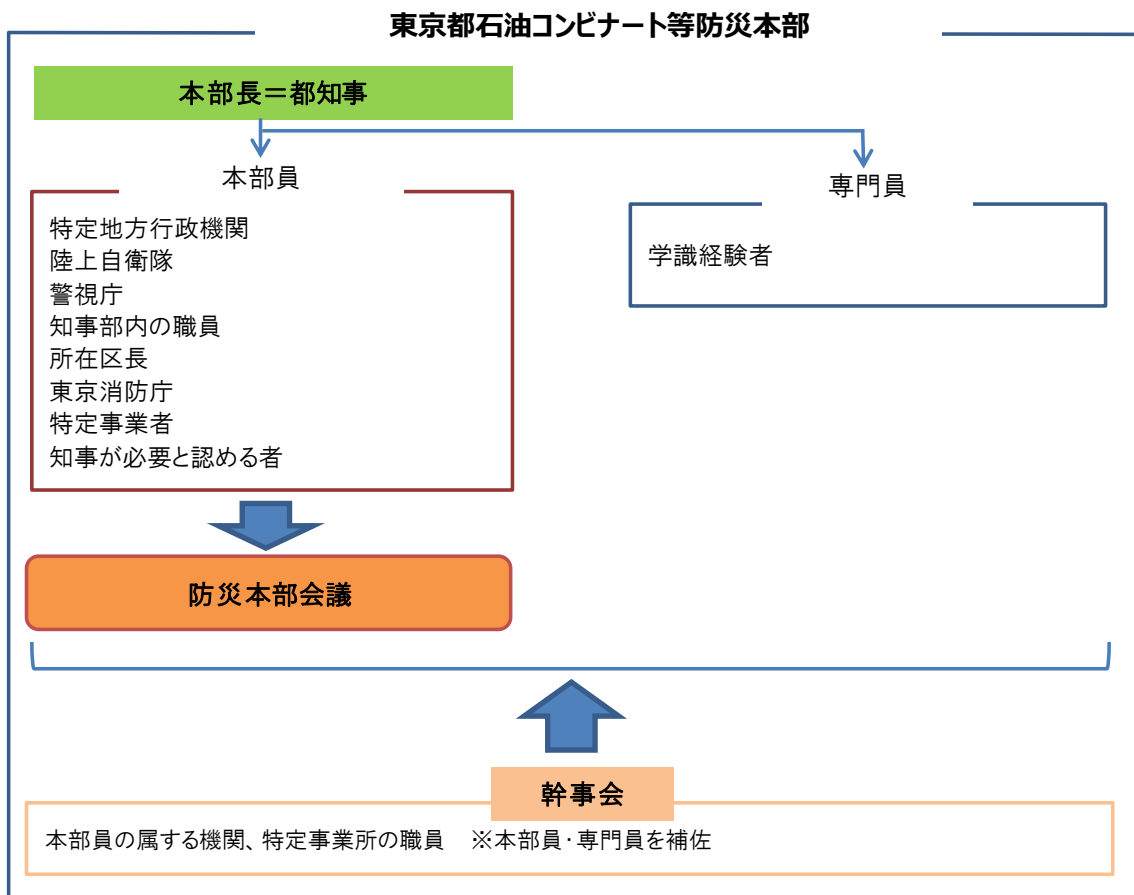 東京都石油コンビナート等防災本部
本部長＝都知事
本部員
特定地方行政機関
陸上自衛隊
警視庁
知事部内の職員
所在区長
東京消防庁
特定事業者
知事が必要と認める者
専門員
学識経験者
防災本部会議
幹事会
本部員の属する機関、特定事業所の職員　※本部員・専門員を補佐